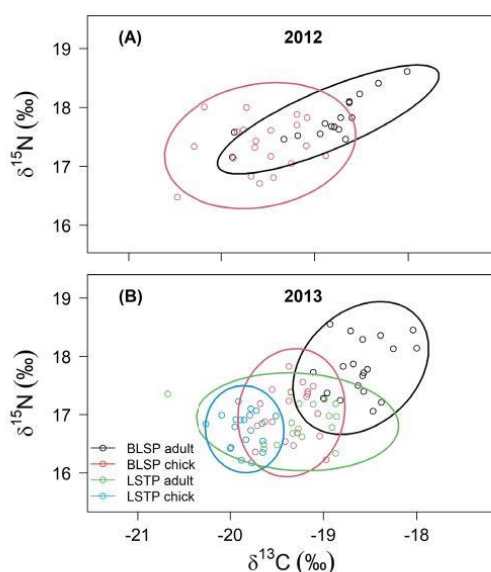 (A) 2012
19
18
17
16
δ15N (‰)
(B) 2013
19
18
17
16
δ15N (‰)
BLSP adult
BLSP chick
LSTP adult
LSTP chick
-21 -20 -19 -18
δ13C (‰)